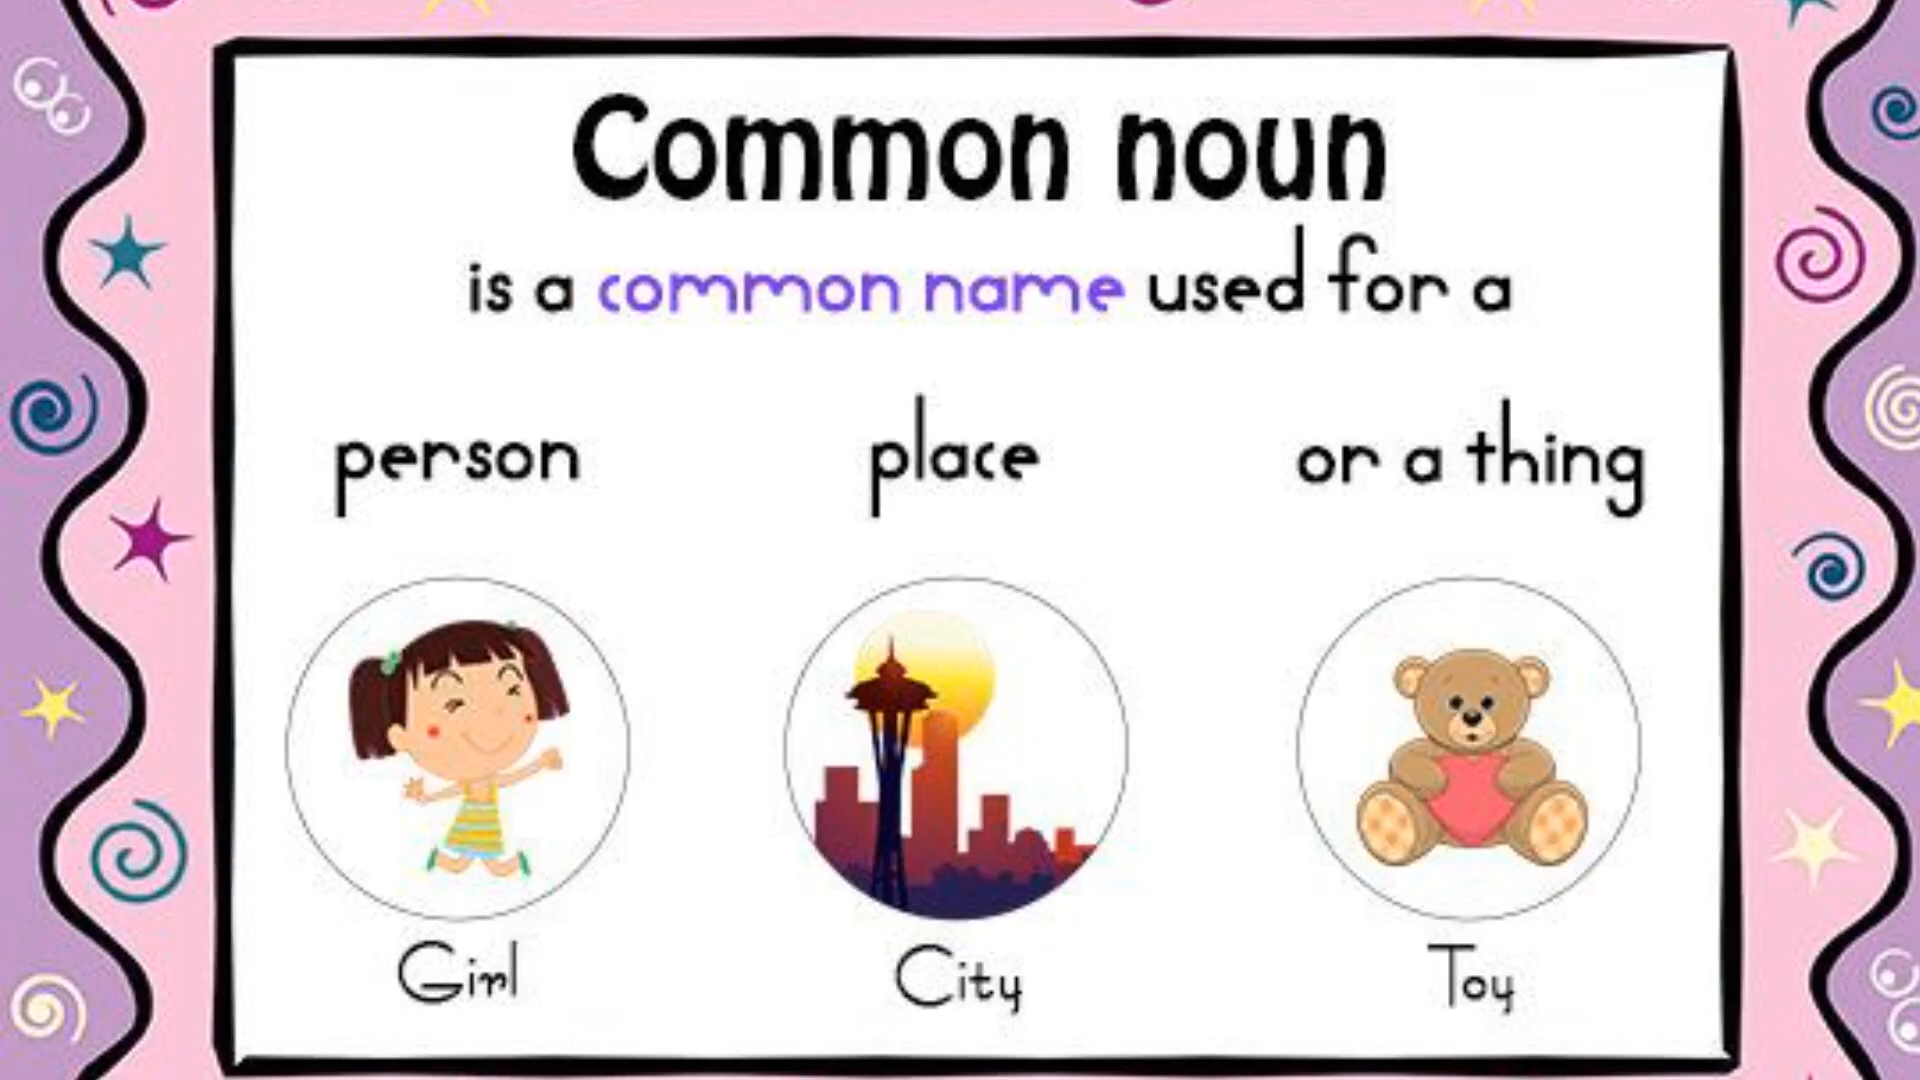 Common noun
is a common name used for a
person place or a thing
Girl City Toy